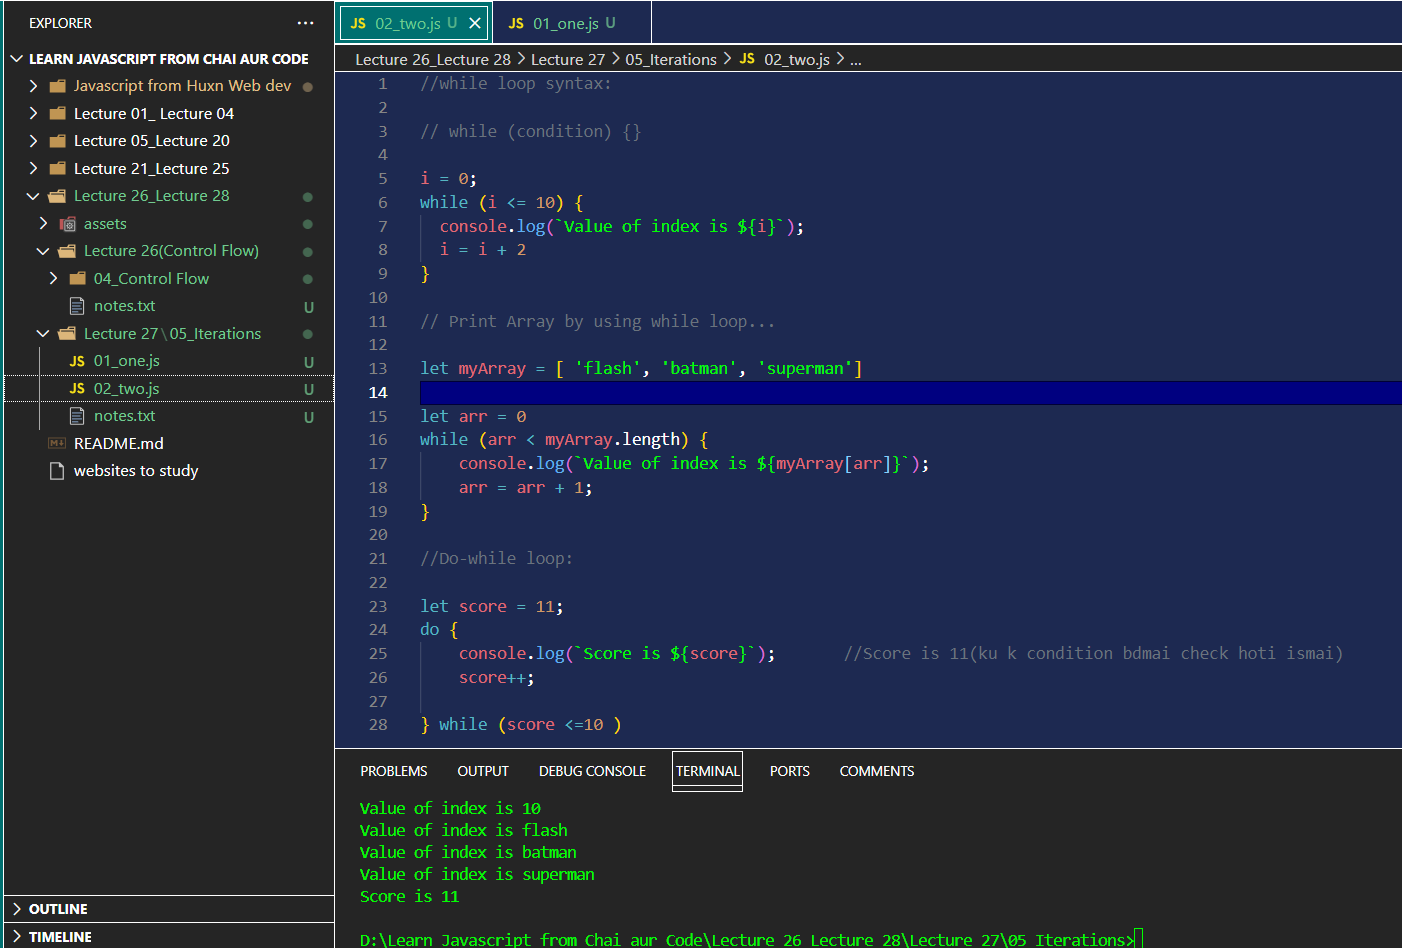 EXPLORER
LEARN JAVASCRIPT FROM CHAI AUR CODE
Javascript from Huxn Web dev
Lecture 01_ Lecture 04
Lecture 05_Lecture 20
Lecture 21_Lecture 25
Lecture 26_Lecture 28
assets
Lecture 26(Control Flow)
04_Control Flow
notes.txt U
Lecture 27\05_Iterations
JS 01_one.js U
JS 02_two.js U
notes.txt U
README.md
websites to study
OUTLINE
TIMELINE
JS 02_two.js U JS 01_one.js U
Lecture 26_Lecture 28 > Lecture 27 > 05_Iterations > JS 02_two.js > ...
1 //while loop syntax:
2
3 // while (condition) {}
4
5 i = 0;
6 while (i <= 10) {
7 console.log(`Value of index is ${i}`);
8 i = i + 2
9 }
10
11 // Print Array by using while loop...
12
13 let myArray = [ 'flash', 'batman', 'superman']
14
15 let arr = 0
16 while (arr < myArray.length) {
17 console.log(`Value of index is ${myArray[arr]}`);
18 arr = arr + 1;
19 }
20
21 //Do-while loop:
22
23 let score = 11;
24 do {
25 console.log(`Score is ${score}`); //Score is 11(ku k condition bdmai check hoti ismai)
26 score++;
27
28 } while (score <=10 )
PROBLEMS OUTPUT DEBUG CONSOLE TERMINAL PORTS COMMENTS
Value of index is 10
Value of index is flash
Value of index is batman
Value of index is superman
Score is 11
D:\Learn Javascript from Chai aur Code\Lecture 26_Lecture 28\Lecture 27\05_Iterations>